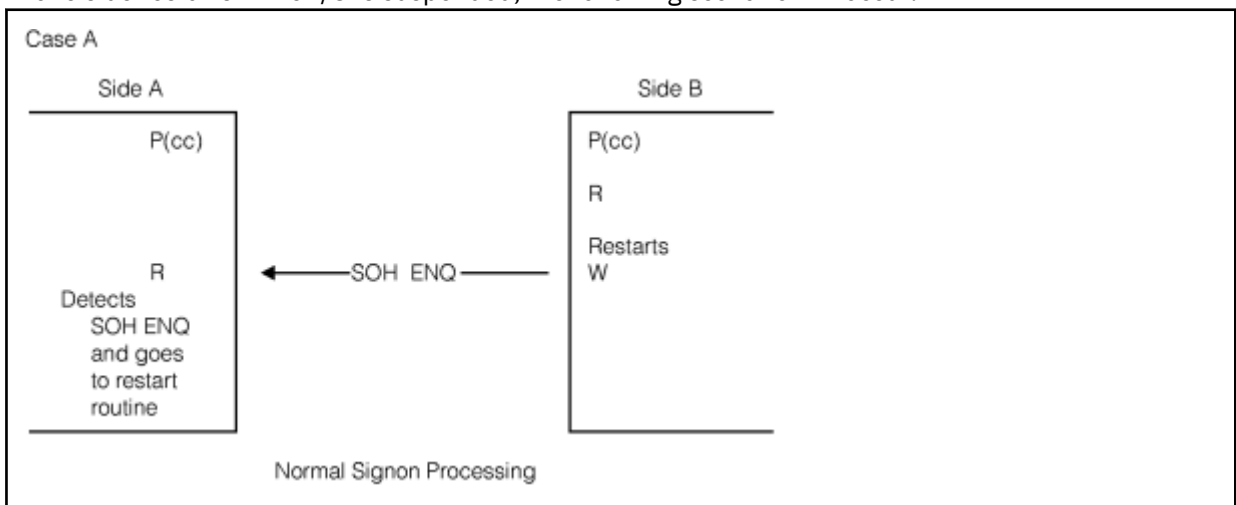 Case A
Side A
Side B
P(cc)
P(cc)
R
Restarts
R
SOH ENQ
W
Detects
SOH ENQ
and goes
to restart
routine
Normal Signon Processing